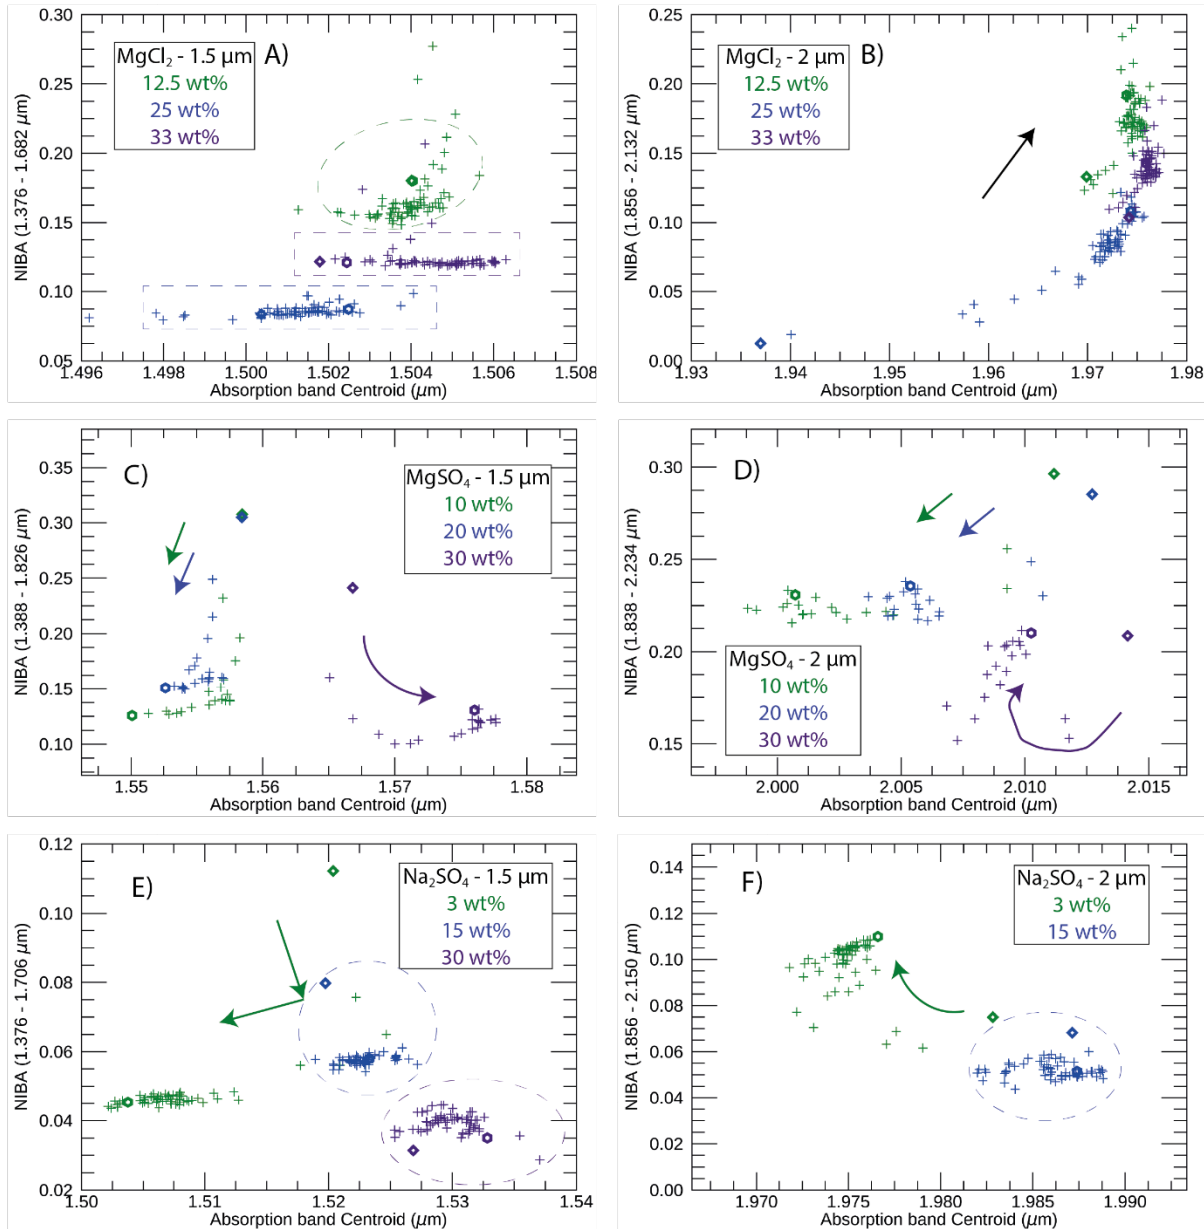 A)
MgCl2 - 1.5 µm
12.5 wt%
25 wt%
33 wt%
NIBA (1.376 - 1.682 µm)
0.30
0.25
0.20
0.15
0.10
0.05
1.496
1.498
1.500
1.502
1.504
1.506
1.508
Absorption band Centroid (µm)
B)
MgCl2 - 2 µm
12.5 wt%
25 wt%
33 wt%
NIBA (1.856 - 2.132 µm)
0.25
0.20
0.15
0.10
0.05
0.00
1.93
1.94
1.95
1.96
1.97
1.98
Absorption band Centroid (µm)
C)
MgSO4 - 1.5 µm
10 wt%
20 wt%
30 wt%
NIBA (1.388 - 1.826 µm)
0.35
0.30
0.25
0.20
0.15
0.10
1.55
1.56
1.57
1.58
Absorption band Centroid (µm)
D)
MgSO4 - 2 µm
10 wt%
20 wt%
30 wt%
NIBA (1.838 - 2.234 µm)
0.30
0.25
0.20
0.15
2.000
2.005
2.010
2.015
Absorption band Centroid (µm)
E)
Na2SO4 - 1.5 µm
3 wt%
15 wt%
30 wt%
NIBA (1.376 - 1.706 µm)
0.12
0.10
0.08
0.06
0.04
0.02
1.50
1.51
1.52
1.53
1.54
Absorption band Centroid (µm)
F)
Na2SO4 - 2 µm
3 wt%
15 wt%
NIBA (1.856 - 2.150 µm)
0.14
0.12
0.10
0.08
0.06
0.04
0.02
0.00
1.970
1.975
1.980
1.985
1.990
Absorption band Centroid (µm)